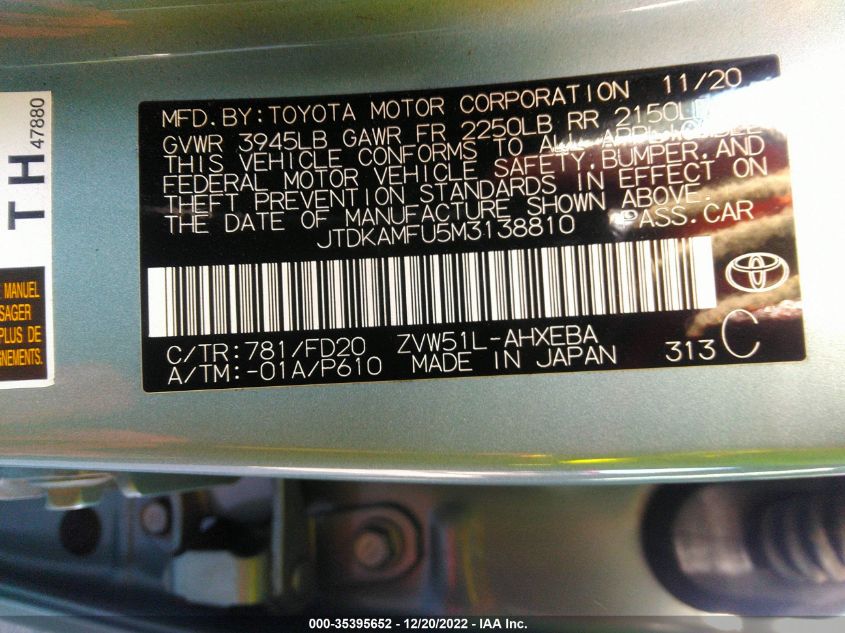 TH
47880
MANUEL
SAGER
PLUS DE
GNEMENTS.
MFD. BY: TOYOTA MOTOR CORPORATION 11/20
GVWR 3945LB GAWR FR 2250LB RR 2150LB
THIS VEHICLE CONFORMS TO ALL APPLICABLE
FEDERAL MOTOR VEHICLE SAFETY, BUMPER, AND
THEFT PREVENTION STANDARDS IN EFFECT ON
THE DATE OF MANUFACTURE SHOWN ABOVE.
JTDKAMFU5M3138810 PASS. CAR
C/TR: 781/FD20 ZVW51L-AHXEBA
A/TM: -01A/P610 MADE IN JAPAN 313 C
000-35395652 - 12/20/2022 - IAA Inc.